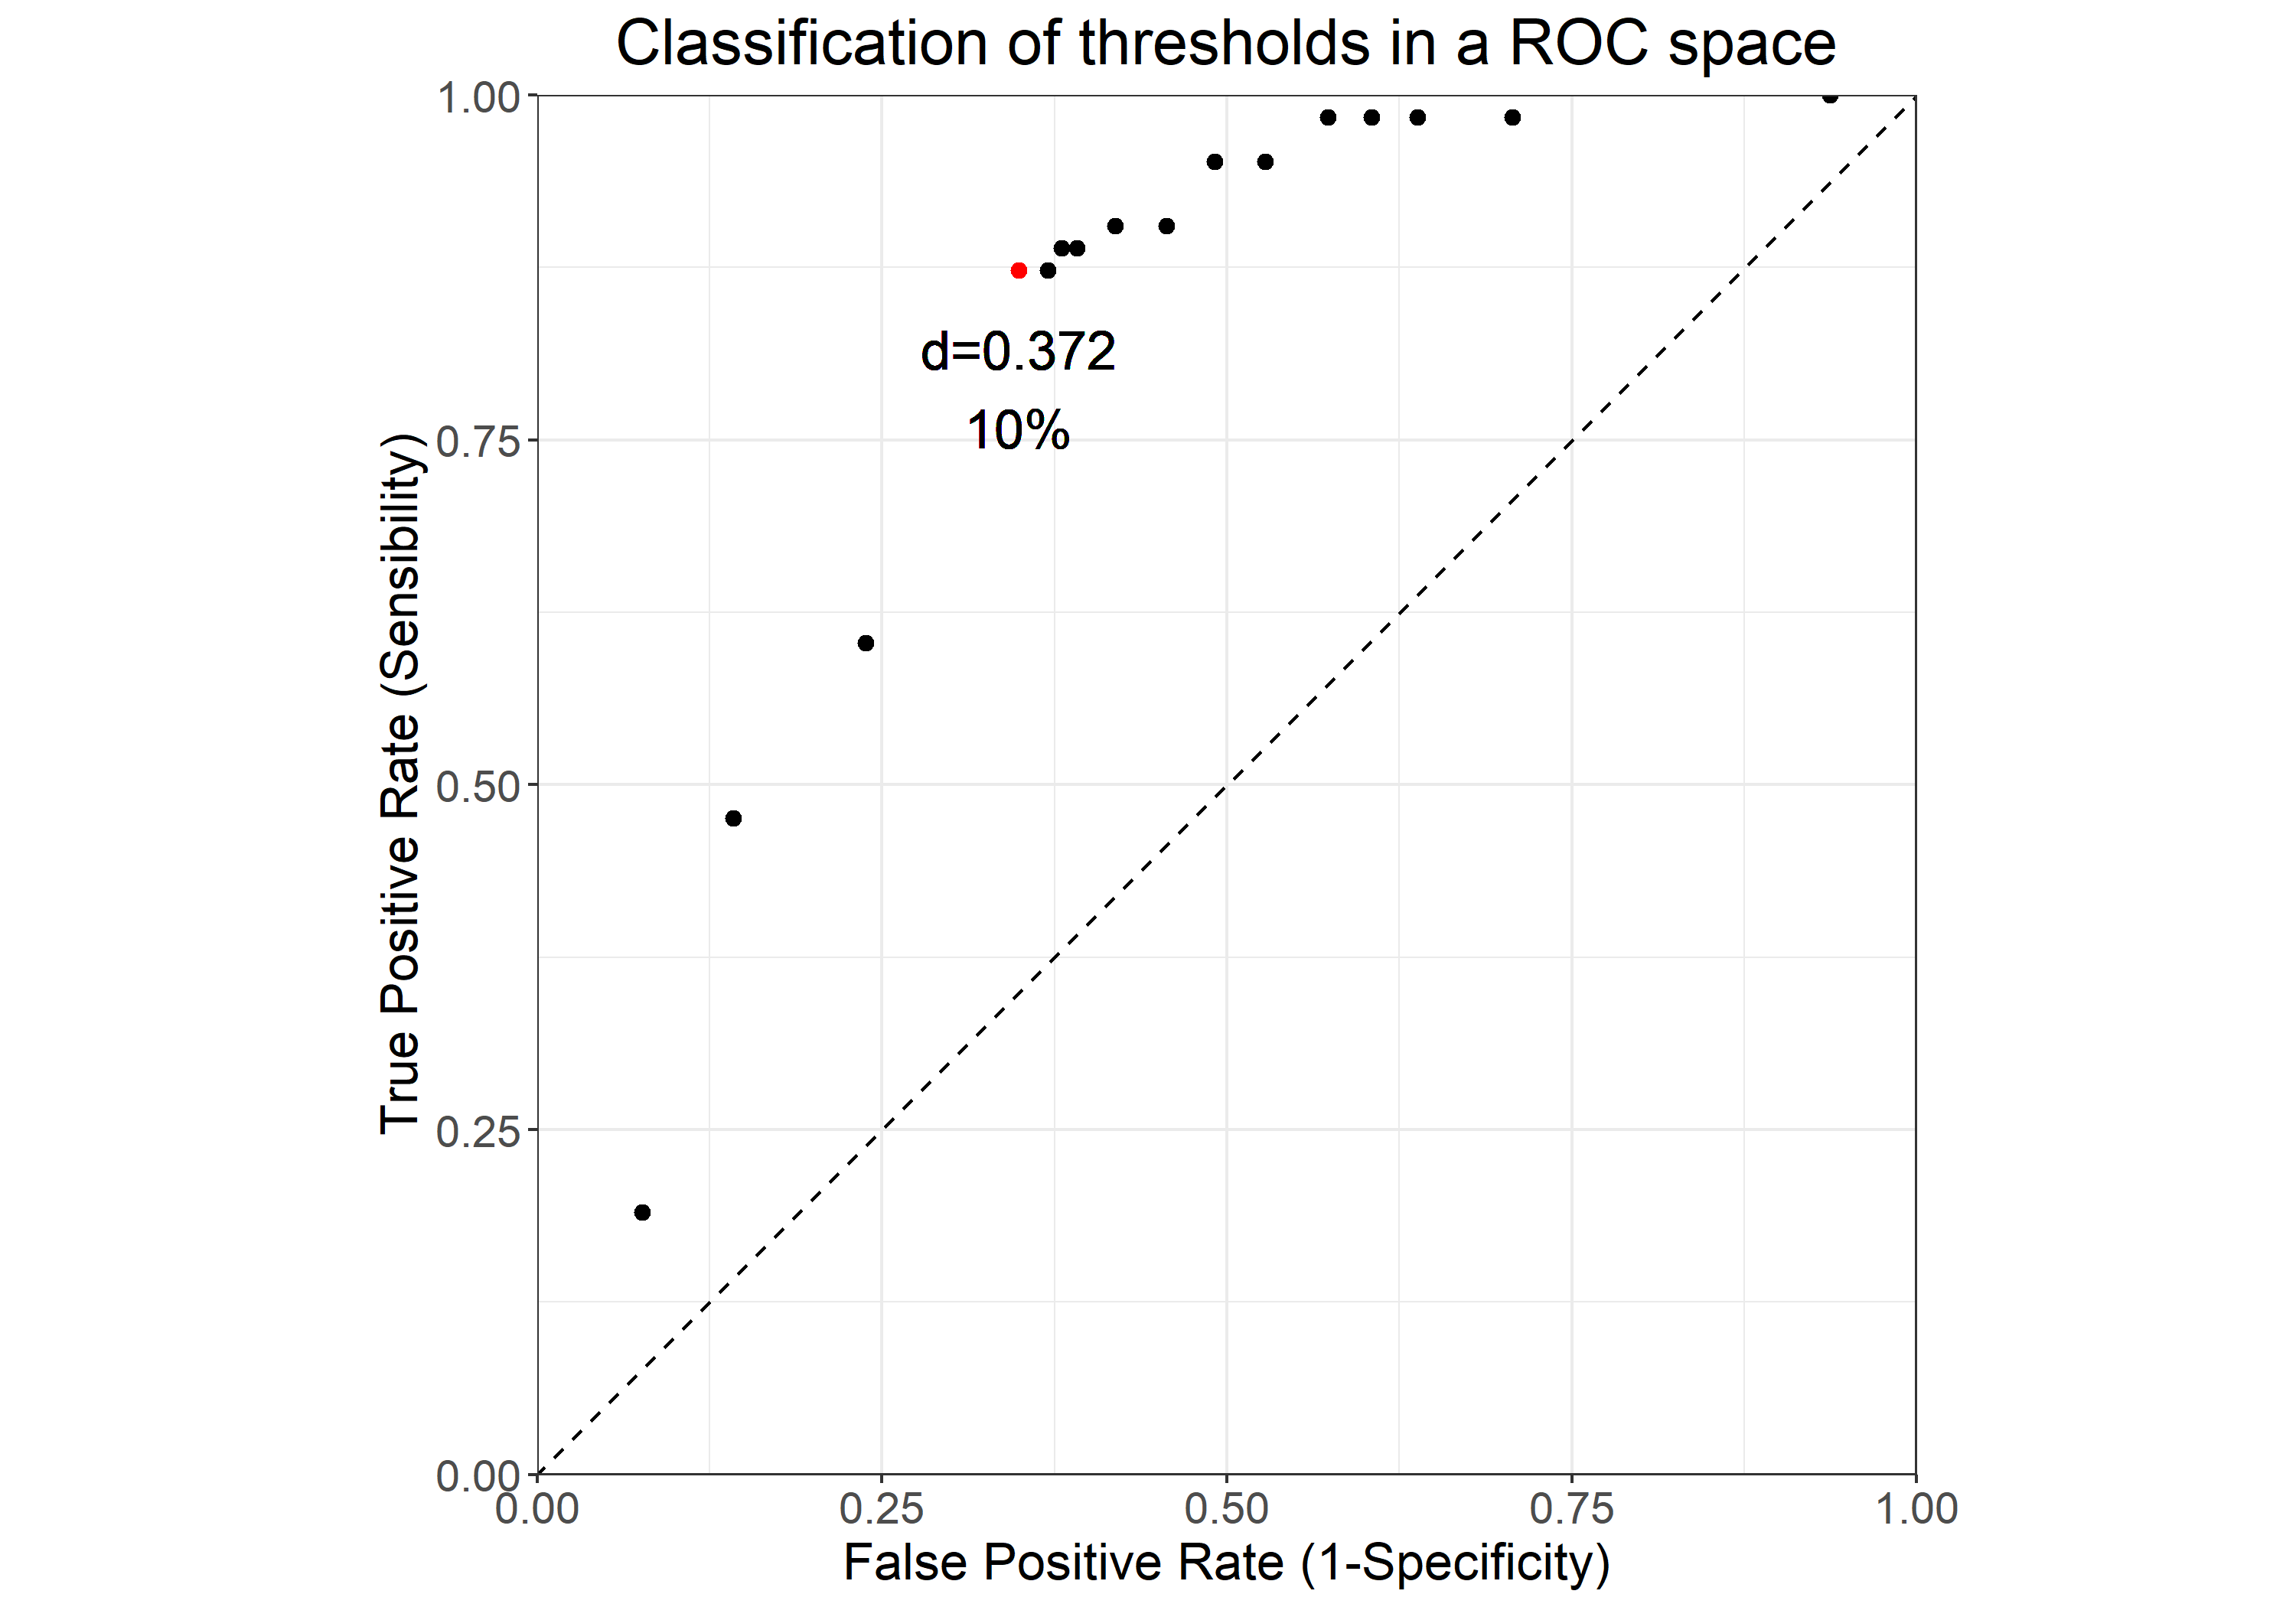 Classification of thresholds in a ROC space
1.00
0.75
0.50
0.25
0.00
True Positive Rate (Sensibility)
d=0.372
10%
0.00 0.25 0.50 0.75 1.00
False Positive Rate (1-Specificity)